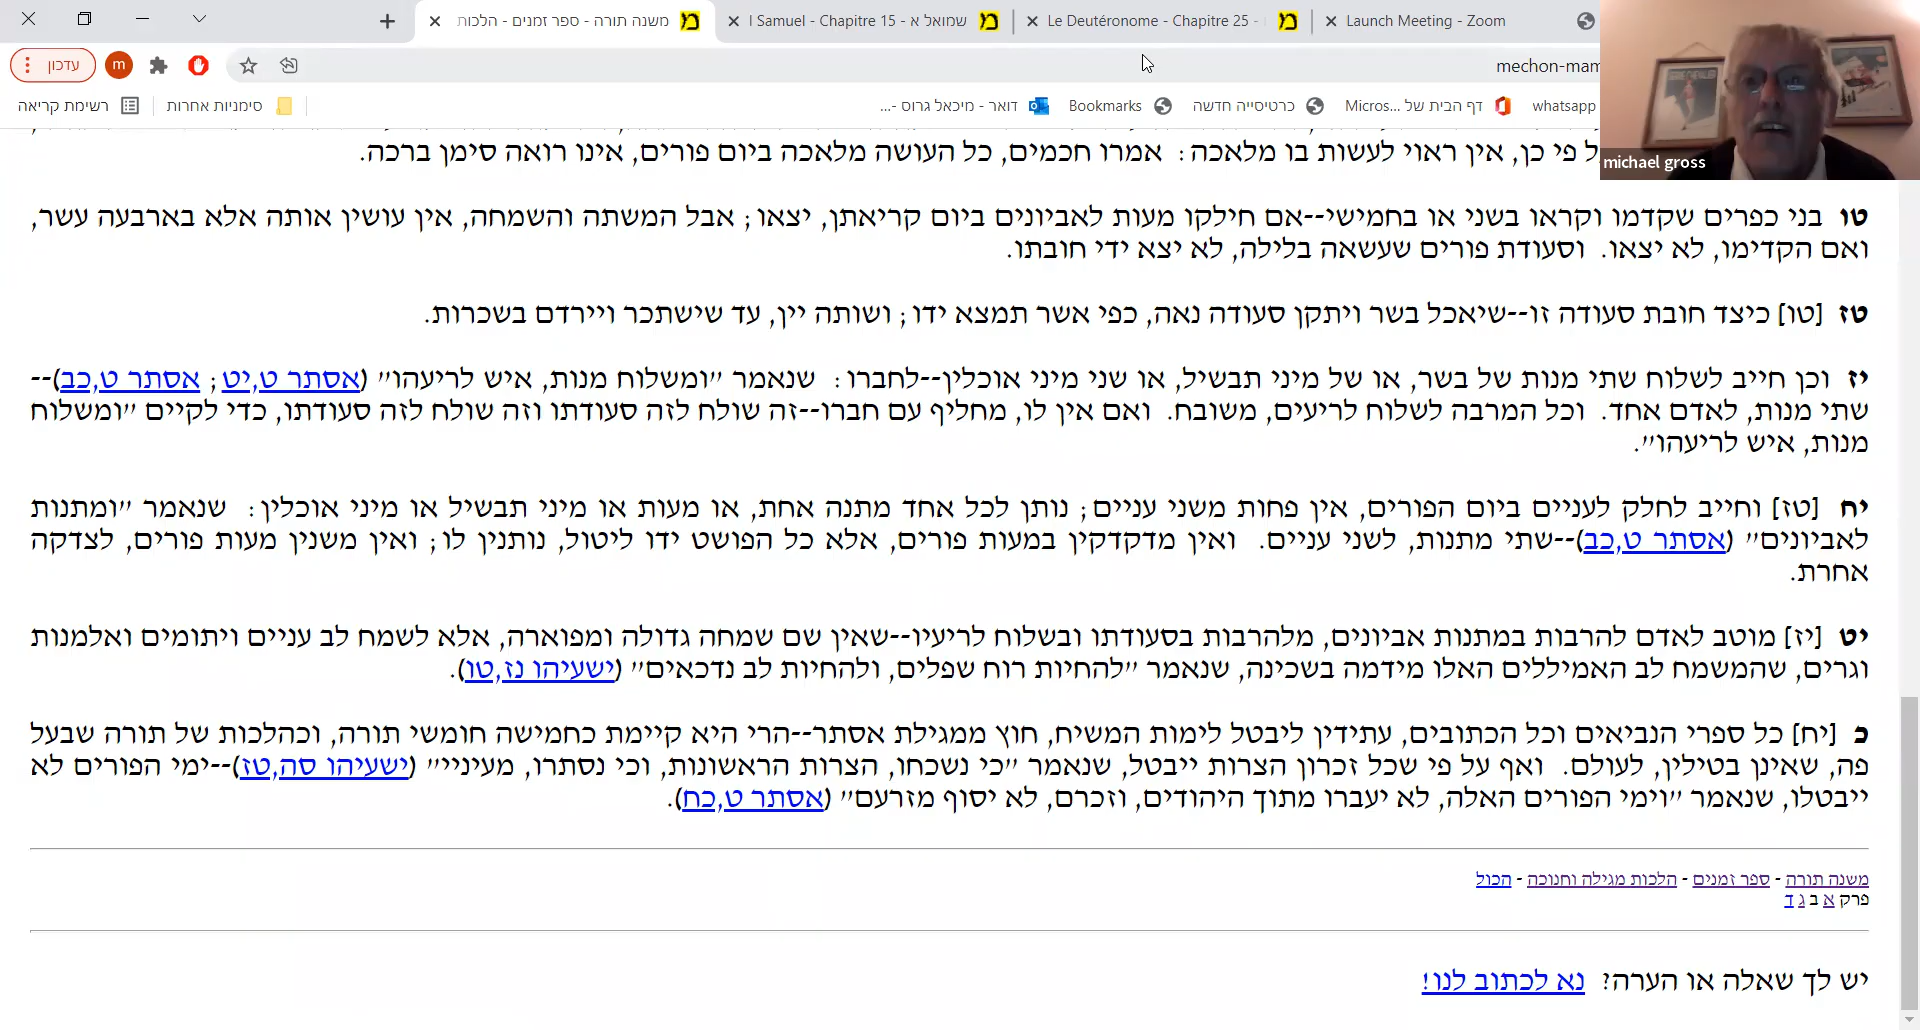 משנה תורה - ספר זמנים - הלכות
שמואל א - I Samuel - Chapitre 15
Le Deutéronome - Chapitre 25 -
Launch Meeting - Zoom
עדכון
m
mechon-mam
רשימת קריאה
סימניות אחרות
דואר - מיכאל גרוס -...
Bookmarks
כרטיסייה חדשה
דף הבית של Micros...
whatsapp
michael gross
ל פי כן, אין ראוי לעשות בו מלאכה: אמרו חכמים, כל העושה מלאכה ביום פורים, אינו רואה סימן ברכה.
טו בני כפרים שקדמו וקראו בשני או בחמישי--אם חילקו מעות לאביונים ביום קריאתן, יצאו; אבל המשתה והשמחה, אין עושין אותה אלא בארבעה עשר,
ואם הקדימו, לא יצאו. וסעודת פורים שעשאה בלילה, לא יצא ידי חובתו.
טז [טו] כיצד חובת סעודה זו--שיאכל בשר ויתקן סעודה נאה, כפי אשר תמצא ידו; ושותה יין, עד שישתכר ויירדם בשכרות.
יז וכן חייב לשלוח שתי מנות של בשר, או של מיני תבשיל, או שני מיני אוכלין--לחברו: שנאמר "ומשלוח מנות, איש לריעהו" (אסתר ט,יט; אסתר ט,כב)--
שתי מנות, לאדם אחד. וכל המרבה לשלוח לריעים, משובח. ואם אין לו, מחליף עם חברו--זה שולח לזה סעודתו וזה שולח לזה סעודתו, כדי לקיים "ומשלוח
מנות, איש לריעהו".
יח [טז] וחייב לחלק לעניים ביום הפורים, אין פחות משני עניים; נותן לכל אחד מתנה אחת, או מעות או מיני תבשיל או מיני אוכלין: שנאמר "ומתנות
לאביונים" (אסתר ט,כב)--שתי מתנות, לשני עניים. ואין מדקדקין במעות פורים, אלא כל הפושט ידו ליטול, נותנין לו; ואין משנין מעות פורים, לצדקה
אחרת.
יט [יז] מוטב לאדם להרבות במתנות אביונים, מלהרבות בסעודתו ובשלוח לריעיו--שאין שם שמחה גדולה ומפוארה, אלא לשמח לב עניים ויתומים ואלמנות
וגרים, שהמשמח לב האמיללים האלו מידמה בשכינה, שנאמר "להחיות רוח שפלים, ולהחיות לב נדכאים" (ישעיהו נז,טו).
כ [יח] כל ספרי הנביאים וכל הכתובים, עתידין ליבטל לימות המשיח, חוץ ממגילת אסתר--הרי היא קיימת כחמישה חומשי תורה, וכהלכות של תורה שבעל
פה, שאינן בטילין, לעולם. ואף על פי שכל זכרון הצרות ייבטל, שנאמר "כי נשכחו, הצרות הראשונות, וכי נסתרו, מעיניי" (ישעיהו סה,טז)--ימי הפורים לא
ייבטלו, שנאמר "וימי הפורים האלה, לא יעברו מתוך היהודים, וזכרם, לא יסוף מזרעם" (אסתר ט,כח).
משנה תורה - ספר זמנים - הלכות מגילה וחנוכה - הכול
פרק א ב ג ד
יש לך שאלה או הערה? נא לכתוב לנו!